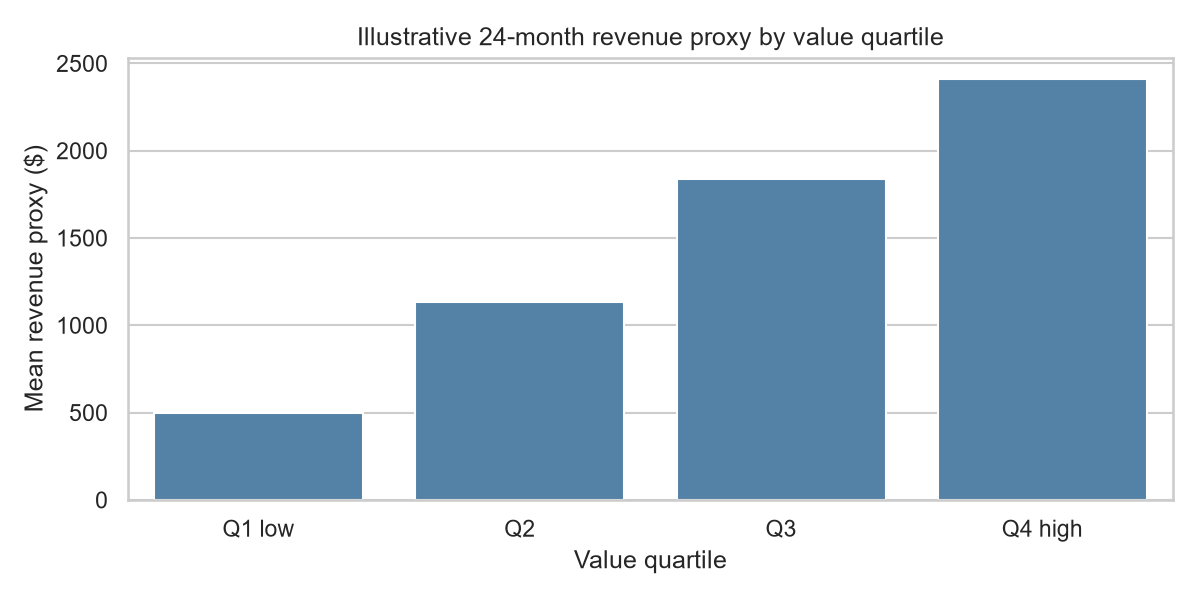 Illustrative 24-month revenue proxy by value quartile
Mean revenue proxy ($)
2500
2000
1500
1000
500
0
Q1 low
Q2
Q3
Q4 high
Value quartile